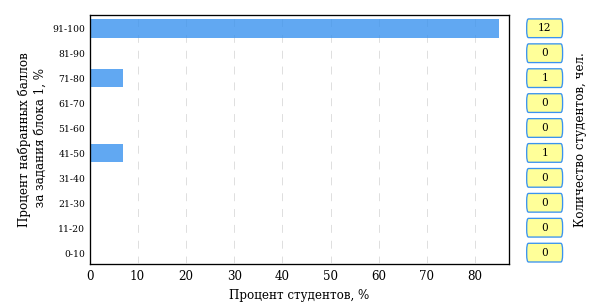 Процент набранных баллов
за задания блока 1, %
91-100 12
81-90 0
71-80 1
61-70 0
51-60 0
41-50 1
31-40 0
21-30 0
11-20 0
0-10 0
0 10 20 30 40 50 60 70 80
Процент студентов, %
Количество студентов, чел.